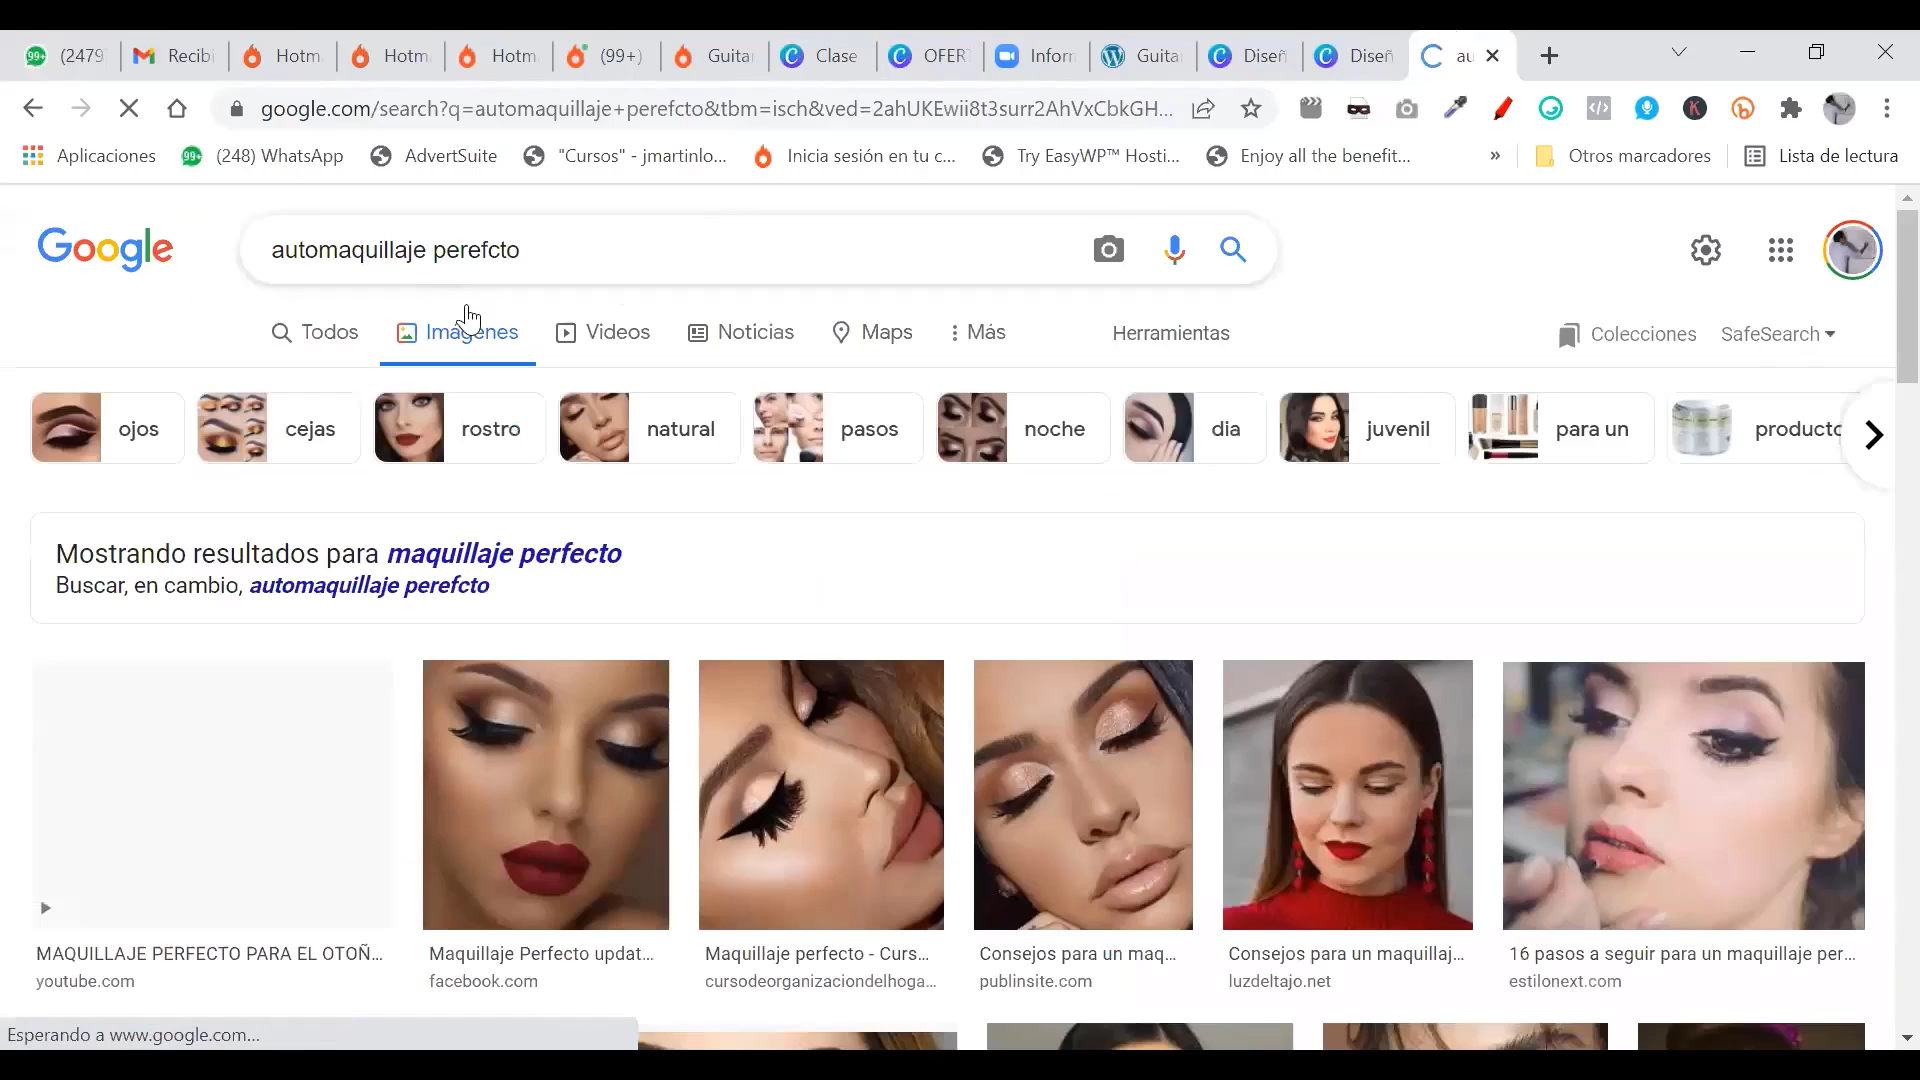 (2479
Recibi
Hotm
Hotm
Hotm
(99+)
Guitar
Clase
OFERT
Inform
Guitar
Diseñ
Diseñ
au
google.com/search?q=automaquillaje+perefcto&tbm=isch&ved=2ahUKEwii8t3surr2AhVxCbkGH...
Aplicaciones
99+
(248) WhatsApp
AdvertSuite
"Cursos" - jmartinlo...
Inicia sesión en tu c...
Try EasyWP™ Hosti...
Enjoy all the benefit...
»
Otros marcadores
Lista de lectura
Google
automaquillaje perefcto
Todos
Imágenes
Videos
Noticias
Maps
Más
Herramientas
Colecciones
SafeSearch
ojos
cejas
rostro
natural
pasos
noche
dia
juvenil
para un
producto
Mostrando resultados para maquillaje perfecto
Buscar, en cambio, automaquillaje perefcto
MAQUILLAJE PERFECTO PARA EL OTOÑ...
youtube.com
Maquillaje Perfecto updat...
facebook.com
Maquillaje perfecto - Curs...
cursodeorganizaciondelhoga...
Consejos para un maq...
publinsite.com
Consejos para un maquillaj...
luzdeltajo.net
16 pasos a seguir para un maquillaje per...
estilonext.com
Esperando a www.google.com...